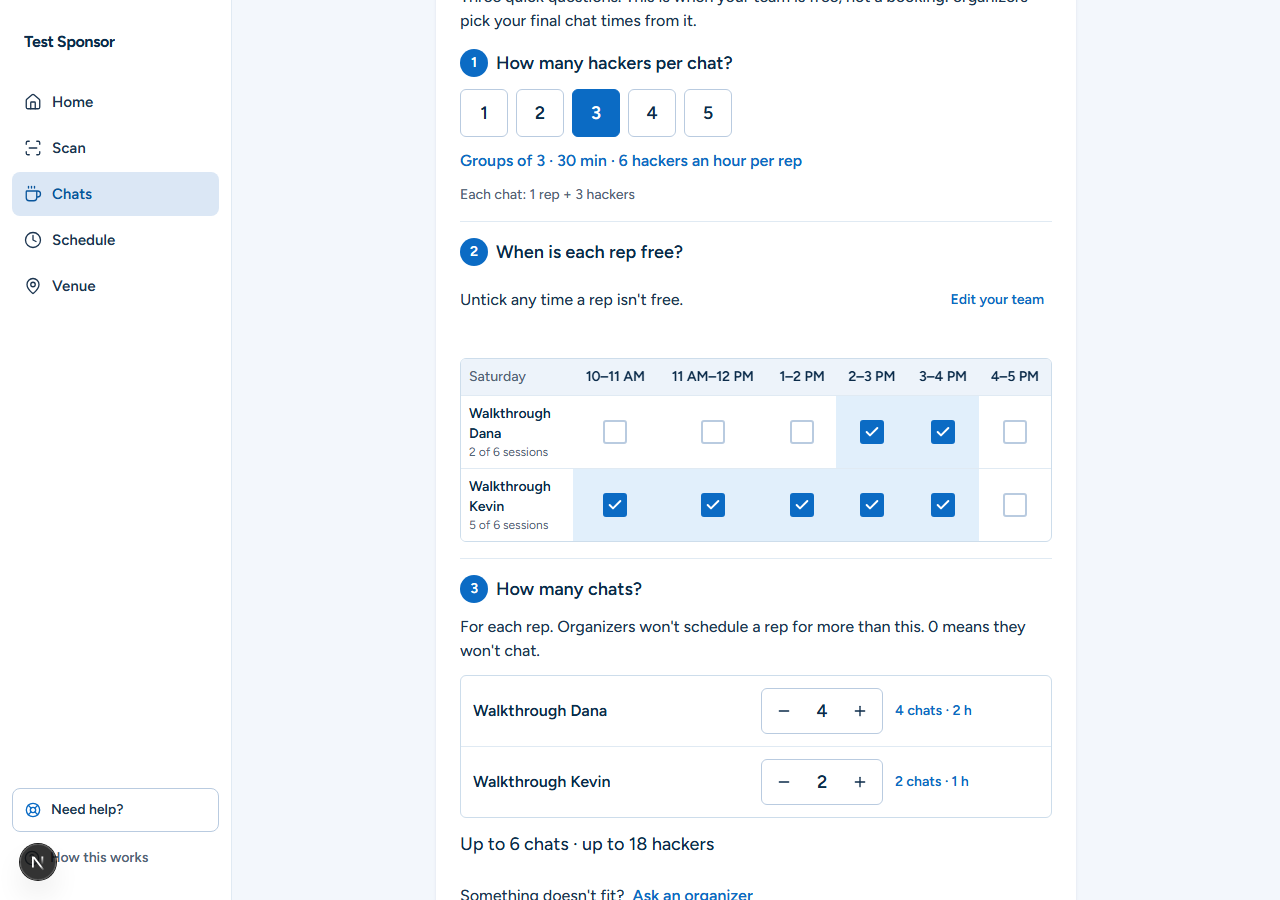 Test Sponsor
Home
Scan
Chats
Schedule
Venue
Need help?
How this works
N
pick your final chat times from it.
1 How many hackers per chat?
1 2 3 4 5
Groups of 3 · 30 min · 6 hackers an hour per rep
Each chat: 1 rep + 3 hackers
2 When is each rep free?
Untick any time a rep isn't free. Edit your team
Saturday 10–11 AM 11 AM–12 PM 1–2 PM 2–3 PM 3–4 PM 4–5 PM
Walkthrough
Dana
2 of 6 sessions
Walkthrough
Kevin
5 of 6 sessions
3 How many chats?
For each rep. Organizers won't schedule a rep for more than this. 0 means they
won't chat.
Walkthrough Dana − 4 + 4 chats · 2 h
Walkthrough Kevin − 2 + 2 chats · 1 h
Up to 6 chats · up to 18 hackers
Something doesn't fit? Ask an organizer